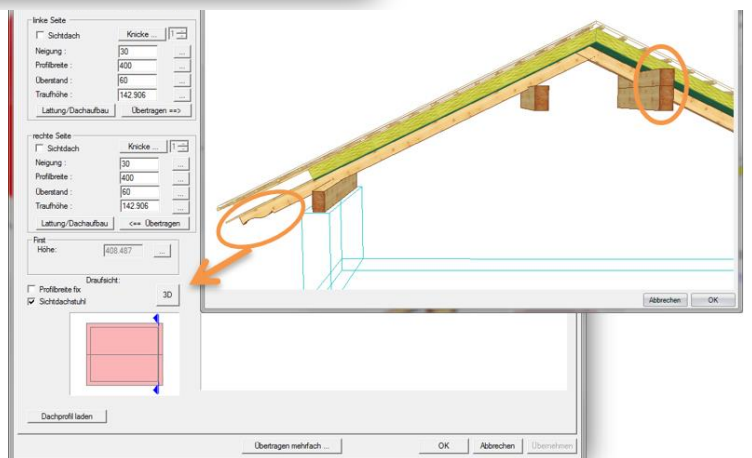 linke Seite
Sichtdach
Knicke ...
1
Neigung :
30
...
Profilbreite :
400
...
Überstand :
60
...
Traufhöhe :
142.906
...
Lattung/Dachaufbau
Übertragen ==>
rechte Seite
Sichtdach
Knicke ...
1
Neigung :
30
...
Profilbreite :
400
...
Überstand :
60
...
Traufhöhe :
142.906
...
Lattung/Dachaufbau
<== Übertragen
First
Höhe:
408.487
...
Draufsicht:
Profilbreite fix
Sichtdachstuhl
3D
Abbrechen
OK
Dachprofil laden
Übertragen mehrfach ...
OK
Abbrechen
Übernehmen